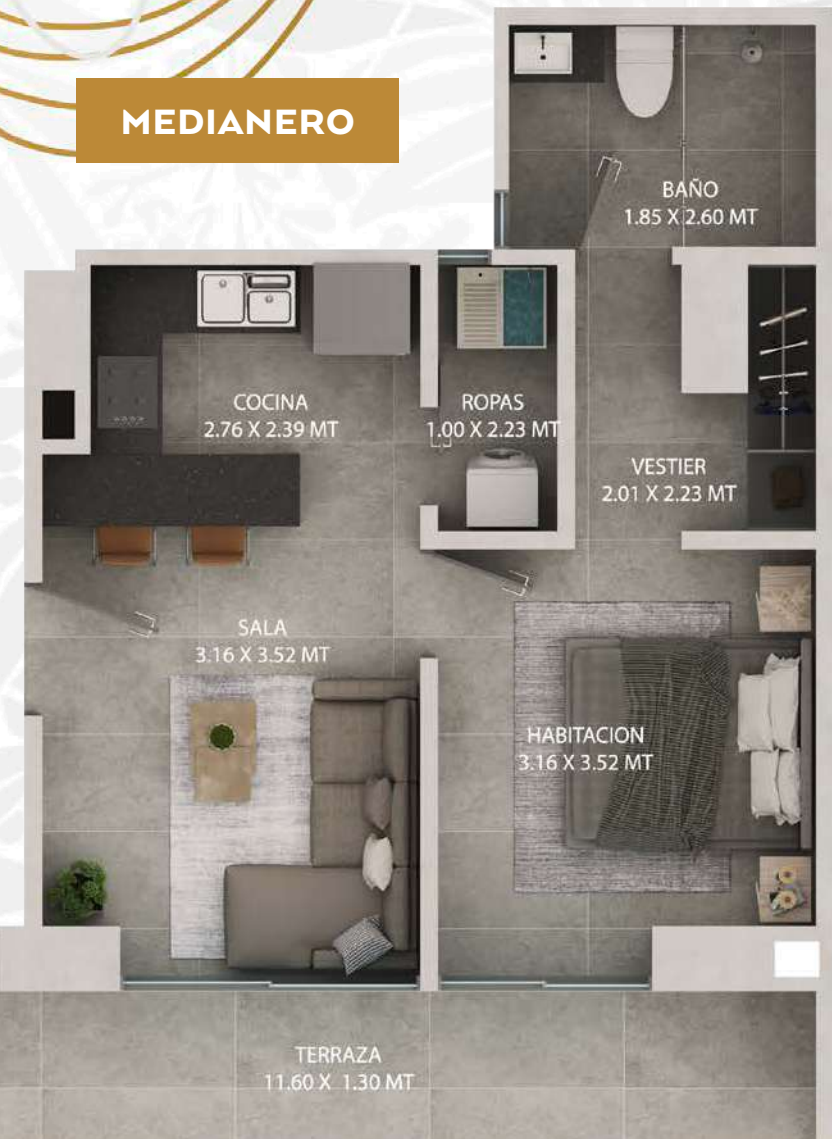 MEDIANERO
BAÑO
1.85 X 2.60 MT
COCINA
2.76 X 2.39 MT
ROPAS
1.00 X 2.23 MT
VESTIER
2.01 X 2.23 MT
SALA
3.16 X 3.52 MT
HABITACION
3.16 X 3.52 MT
TERRAZA
11.60 X 1.30 MT